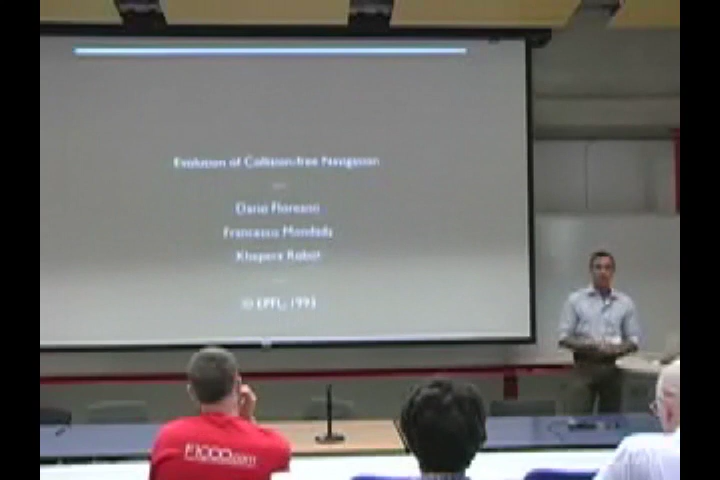 Evolution of Collision-free Navigation
Dario Floreano
Francesco Mondada
Khepera Robot
© EPFL, 1993
F1000.com